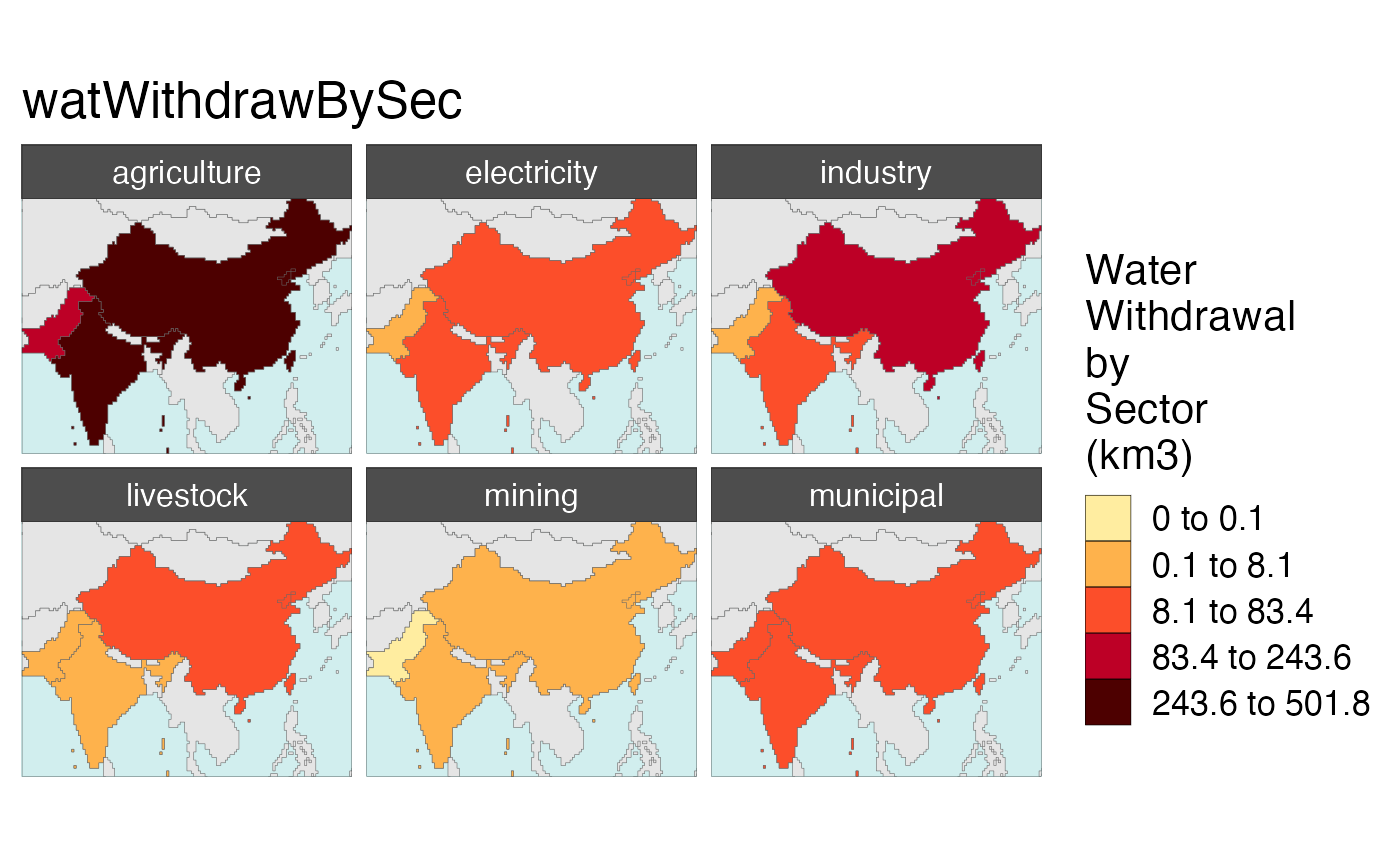 watWithdrawBySec
agriculture
electricity
industry
livestock
mining
municipal
Water
Withdrawal
by
Sector
(km3)
0 to 0.1
0.1 to 8.1
8.1 to 83.4
83.4 to 243.6
243.6 to 501.8